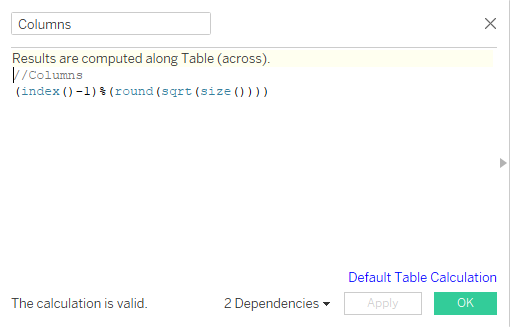 Columns
Results are computed along Table (across).
//Columns
(index()-1)%(round(sqrt(size())))
Default Table Calculation
The calculation is valid.
2 Dependencies
Apply
OK